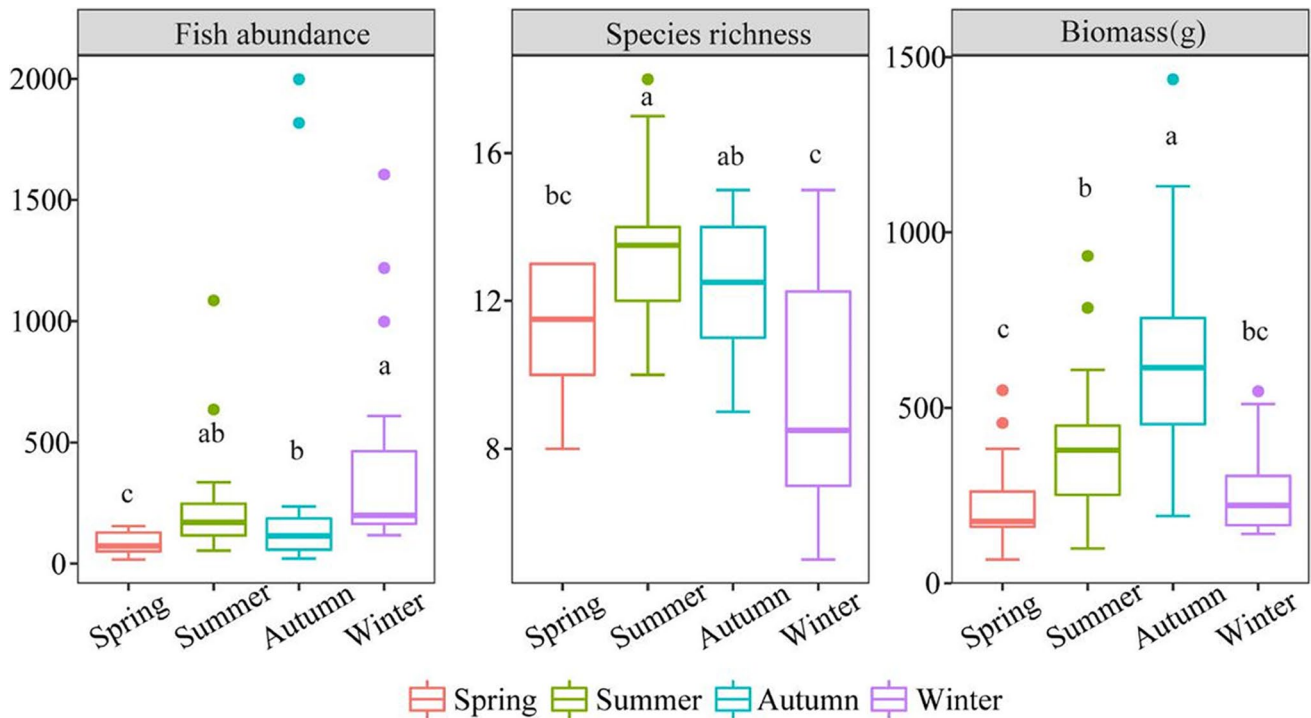 Fish abundance
2000
1500
1000
500
0
c
ab
b
a
Spring
Summer
Autumn
Winter
Species richness
16
12
8
bc
a
ab
c
Spring
Summer
Autumn
Winter
Biomass(g)
1500
1000
500
0
c
b
a
bc
Spring
Summer
Autumn
Winter
Spring Summer Autumn Winter